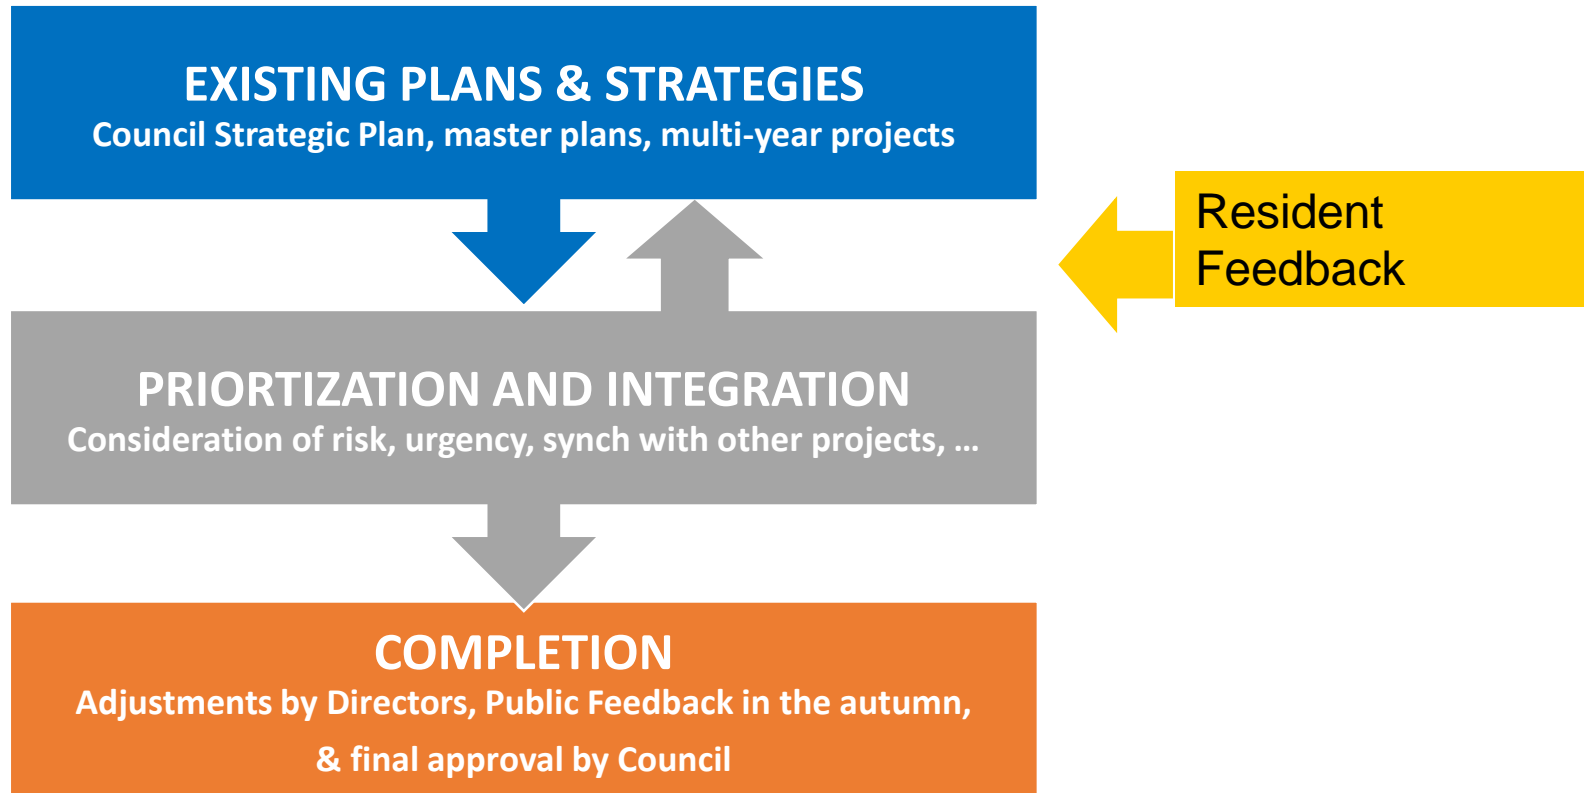 EXISTING PLANS & STRATEGIES
Council Strategic Plan, master plans, multi-year projects
Resident
Feedback
PRIORTIZATION AND INTEGRATION
Consideration of risk, urgency, synch with other projects, …
COMPLETION
Adjustments by Directors, Public Feedback in the autumn,
& final approval by Council